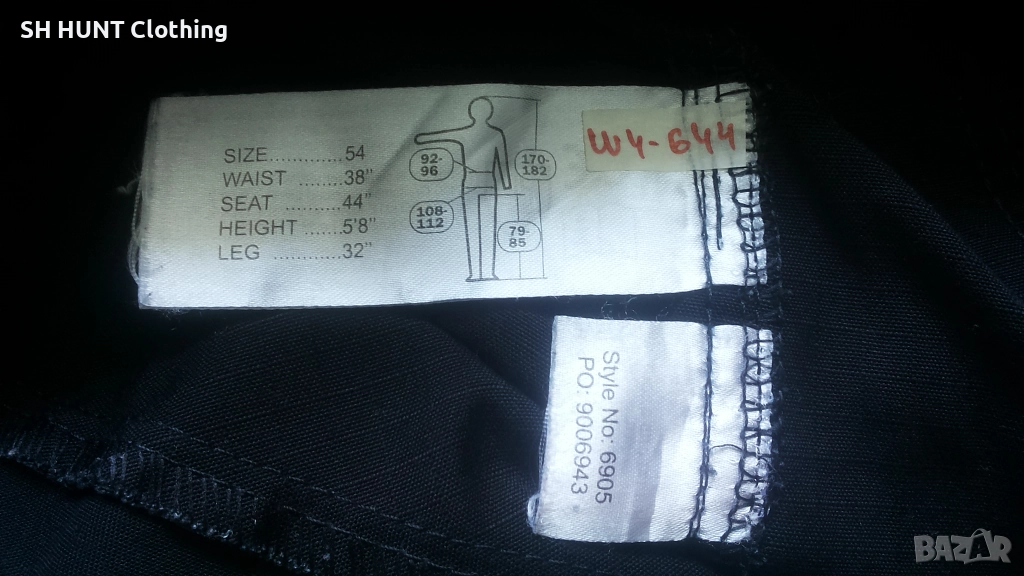 SH HUNT Clothing
SIZE.............54
WAIST ........38"
SEAT ..........44"
HEIGHT ......5'8"
LEG ............32"
92-
96
170-
182
108-
112
79-
85
W4-644
Style No: 6905
PO: 9006943
BAZAR